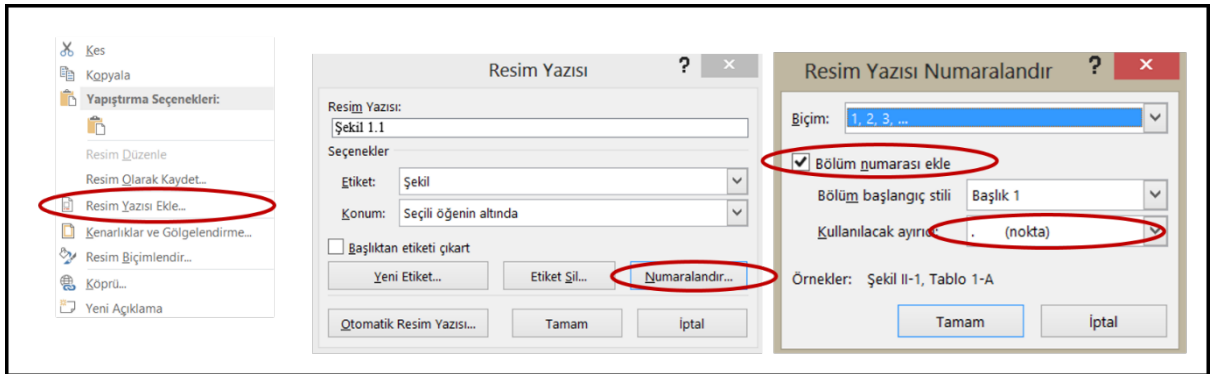 Kes
Kopyala
Yapıştırma Seçenekleri:
Resim Düzenle
Resim Olarak Kaydet...
Resim Yazısı Ekle...
Kenarlıklar ve Gölgelendirme...
Resim Biçimlendir...
Köprü...
Yeni Açıklama
Resim Yazısı
Resim Yazısı:
Şekil 1.1
Seçenekler
Etiket: Şekil
Konum: Seçili öğenin altında
Başlıktan etiketi çıkart
Yeni Etiket... Etiket Sil... Numaralandır...
Otomatik Resim Yazısı... Tamam İptal
Resim Yazısı Numaralandır
Biçim: 1, 2, 3, ...
Bölüm numarası ekle
Bölüm başlangıç stili Başlık 1
Kullanılacak ayırıcı: . (nokta)
Örnekler: Şekil II-1, Tablo 1-A
Tamam İptal